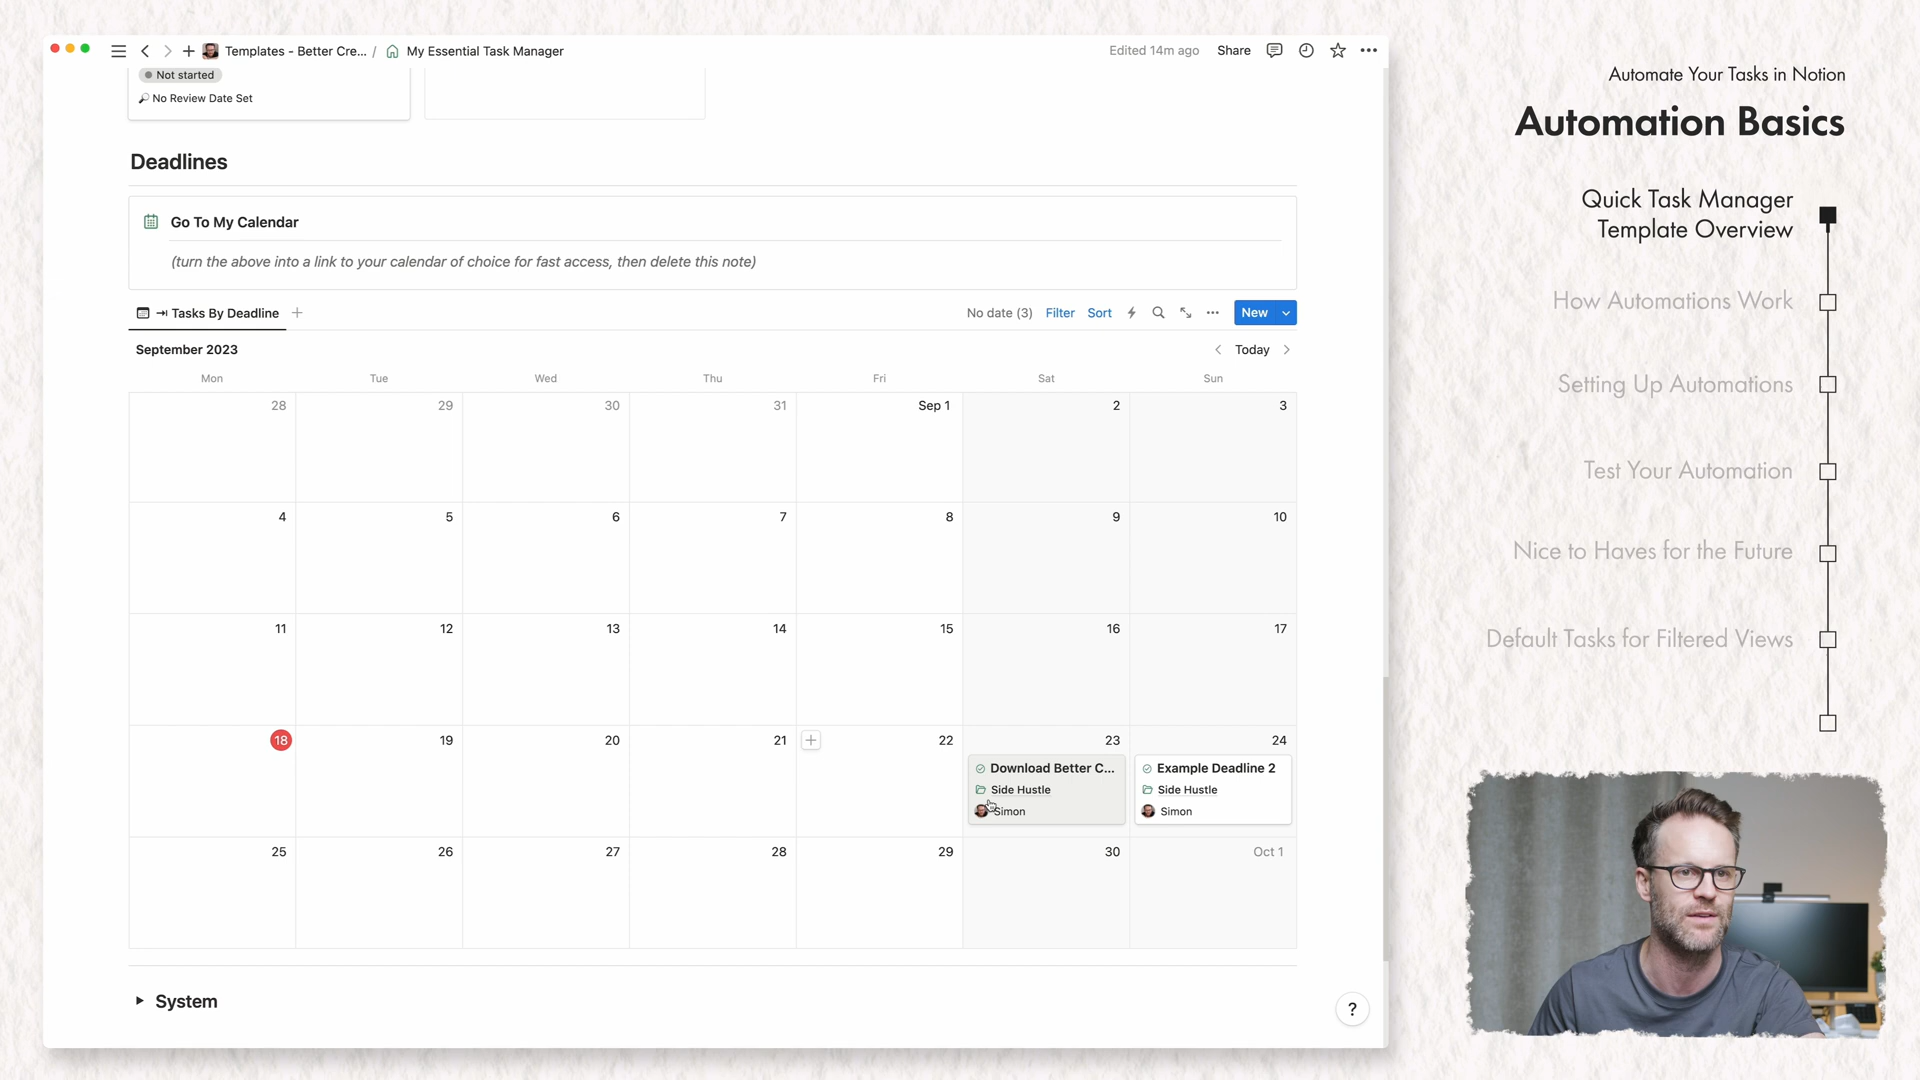 Templates - Better Cre... / My Essential Task Manager
Edited 14m ago Share
Not started
No Review Date Set
Deadlines
Go To My Calendar
(turn the above into a link to your calendar of choice for fast access, then delete this note)
Tasks By Deadline
No date (3) Filter Sort New
September 2023
Today
Mon Tue Wed Thu Fri Sat Sun
28 29 30 31 Sep 1 2 3
4 5 6 7 8 9 10
11 12 13 14 15 16 17
18 19 20 21 22 23 24
Download Better C... Example Deadline 2
Side Hustle Side Hustle
Simon Simon
25 26 27 28 29 30 Oct 1
System
?
Automate Your Tasks in Notion
Automation Basics
Quick Task Manager
Template Overview
How Automations Work
Setting Up Automations
Test Your Automation
Nice to Haves for the Future
Default Tasks for Filtered Views